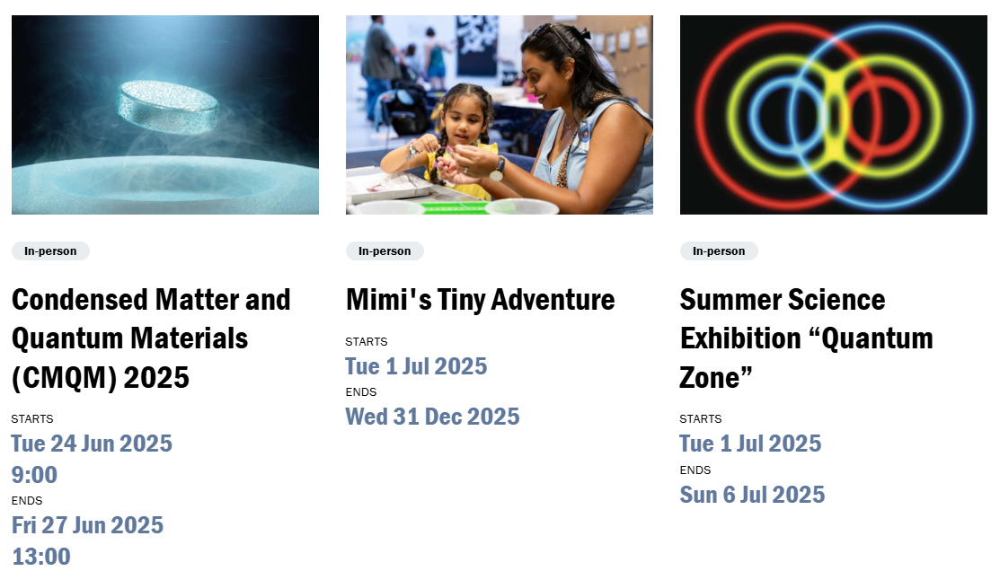 In-person
Condensed Matter and
Quantum Materials
(CMQM) 2025
STARTS
Tue 24 Jun 2025
9:00
ENDS
Fri 27 Jun 2025
13:00
In-person
Mimi's Tiny Adventure
STARTS
Tue 1 Jul 2025
ENDS
Wed 31 Dec 2025
In-person
Summer Science
Exhibition “Quantum
Zone”
STARTS
Tue 1 Jul 2025
ENDS
Sun 6 Jul 2025